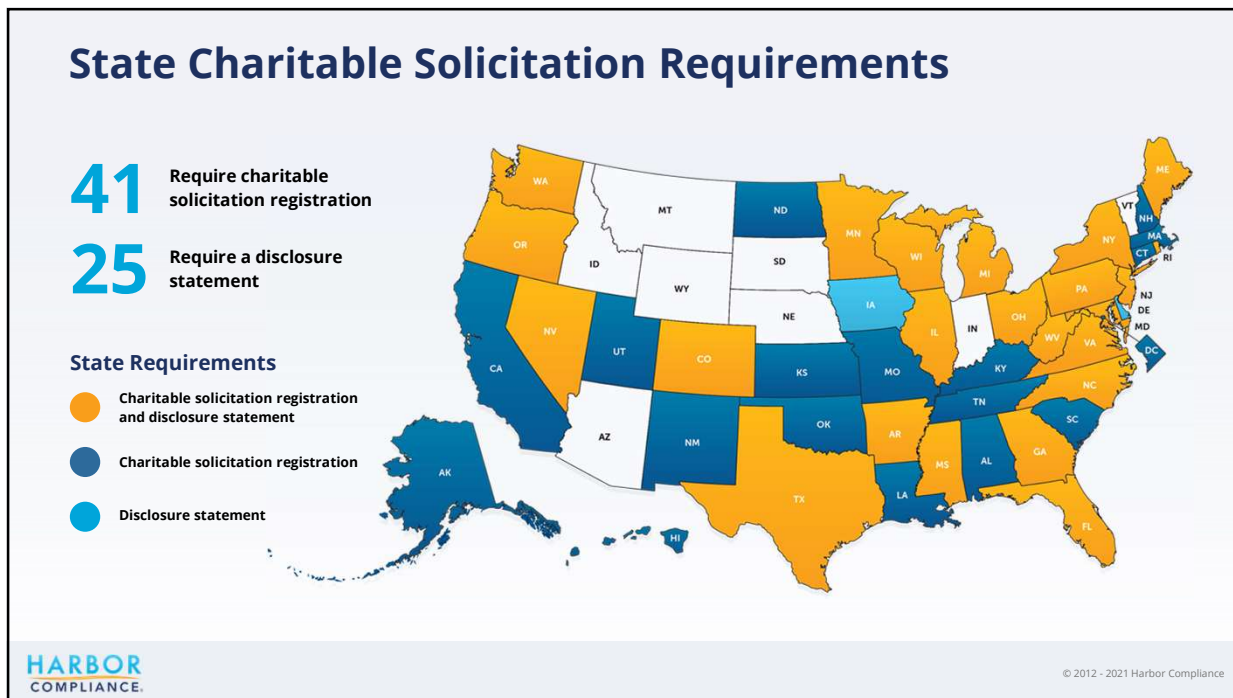 State Charitable Solicitation Requirements
41
Require charitable
solicitation registration
25
Require a disclosure
statement
State Requirements
Charitable solicitation registration
and disclosure statement
Charitable solicitation registration
Disclosure statement
WA
MT
ND
MN
ME
VT
NH
OR
ID
SD
WI
MI
NY
MA
CT
RI
WY
IA
PA
NJ
NE
IL
IN
OH
DE
MD
NV
UT
CO
WV
VA
DC
CA
KS
MO
KY
NC
TN
AZ
NM
OK
AR
SC
MS
AL
GA
AK
TX
LA
FL
HI
HARBOR
COMPLIANCE.
© 2012 - 2021 Harbor Compliance